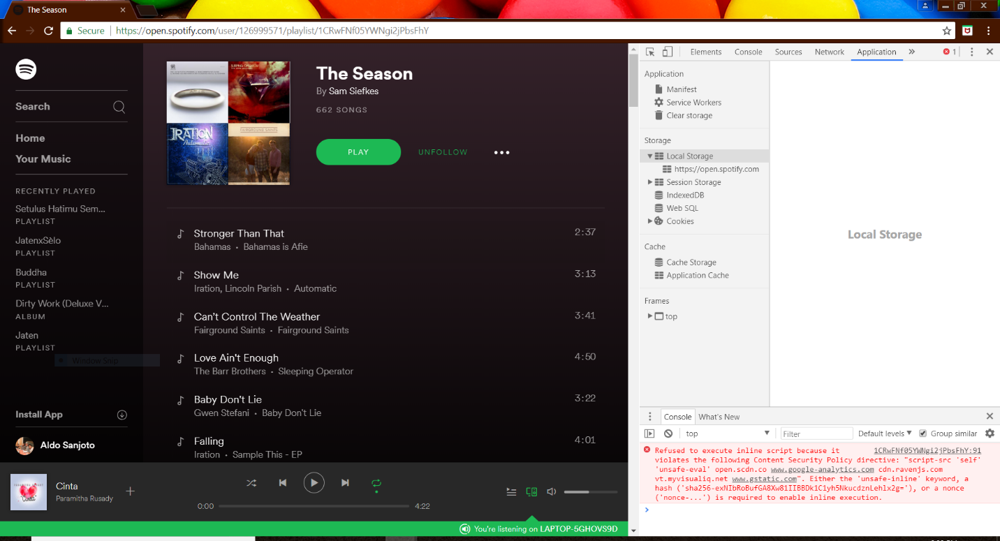 The Season
Secure
https://open.spotify.com/user/126999571/playlist/1CRwFNf05YWNgi2jPbsFhY
Search
Home
Your Music
RECENTLY PLAYED
Setulus Hatimu Sem...
PLAYLIST
JatenxSèlo
PLAYLIST
Buddha
PLAYLIST
Dirty Work (Deluxe V...
ALBUM
Jaten
PLAYLIST
Window Snip
Install App
Aldo Sanjoto
IRATION
Automatic
FAIRGROUND SAINTS
The Season
By Sam Siefkes
662 SONGS
PLAY
UNFOLLOW
Stronger Than That
2:37
Bahamas • Bahamas is Afie
Show Me
3:13
Iration, Lincoln Parish • Automatic
Can't Control The Weather
3:41
Fairground Saints • Fairground Saints
Love Ain't Enough
4:50
The Barr Brothers • Sleeping Operator
Baby Don't Lie
3:22
Gwen Stefani • Baby Don't Lie
Falling
4:01
Iration • Sample This - EP
Cinta
Paramitha Rusady
0:00
4:22
You're listening on LAPTOP-5GHOVS9D
Elements
Console
Sources
Network
Application
1
Application
Manifest
Service Workers
Clear storage
Storage
Local Storage
https://open.spotify.com
Session Storage
IndexedDB
Web SQL
Cookies
Cache
Cache Storage
Application Cache
Frames
top
Local Storage
Console
What's New
top
Filter
Default levels
Group similar
Refused to execute inline script because it 1CRwFNf05YWNgi2jPbsFhY:91
violates the following Content Security Policy directive: "script-src 'self'
'unsafe-eval' open.scdn.co www.google-analytics.com cdn.ravenjs.com
vt.myvisualiq.net www.gstatic.com". Either the 'unsafe-inline' keyword, a
hash ('sha256-exNIbRoBufGA8Xw81IIBBDk1C1yh5NkucdznLehlx2g='), or a nonce
('nonce-...') is required to enable inline execution.